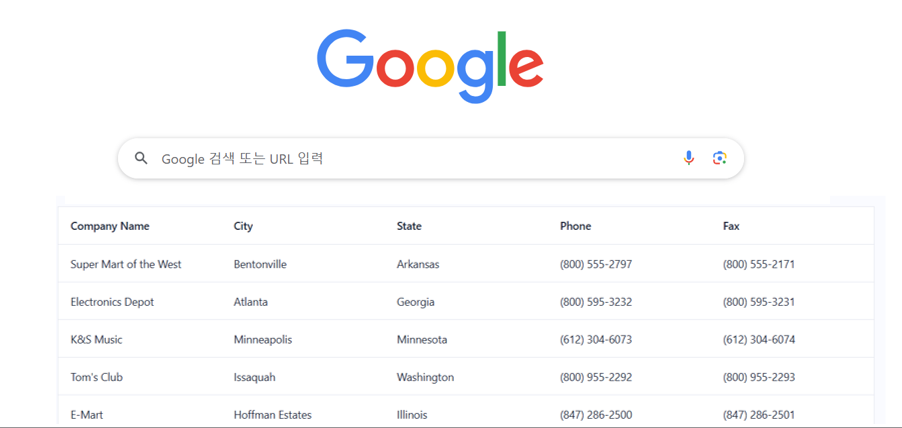 Google
Google 검색 또는 URL 입력
Company Name City State Phone Fax
Super Mart of the West Bentonville Arkansas (800) 555-2797 (800) 555-2171
Electronics Depot Atlanta Georgia (800) 595-3232 (800) 595-3231
K&S Music Minneapolis Minnesota (612) 304-6073 (612) 304-6074
Tom's Club Issaquah Washington (800) 955-2292 (800) 955-2293
E-Mart Hoffman Estates Illinois (847) 286-2500 (847) 286-2501